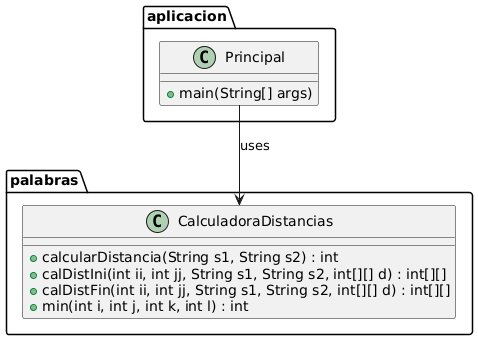 aplicacion
C Principal
main(String[] args)
uses
palabras
C CalculadoraDistancias
calcularDistancia(String s1, String s2) : int
calDistIni(int ii, int jj, String s1, String s2, int[][] d) : int[][]
calDistFin(int ii, int jj, String s1, String s2, int[][] d) : int[][]
min(int i, int j, int k, int l) : int